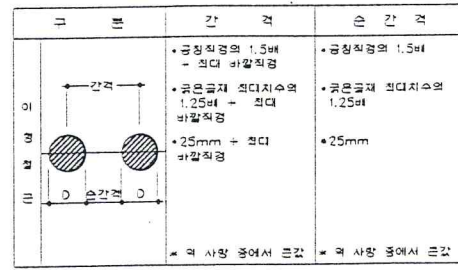 구 분 간 격 순 간 격
이
형
철
근
간격
D 순간격 D
• 공칭직경의 1.5배
+ 최대 바깥직경
• 굵은골재 최대치수의
1.25배 + 최대
바깥직경
• 25mm + 최대
바깥직경
* 위 사항 중에서 큰값
• 공칭직경의 1.5배
• 굵은골재 최대치수의
1.25배
• 25mm
* 위 사항 중에서 큰값